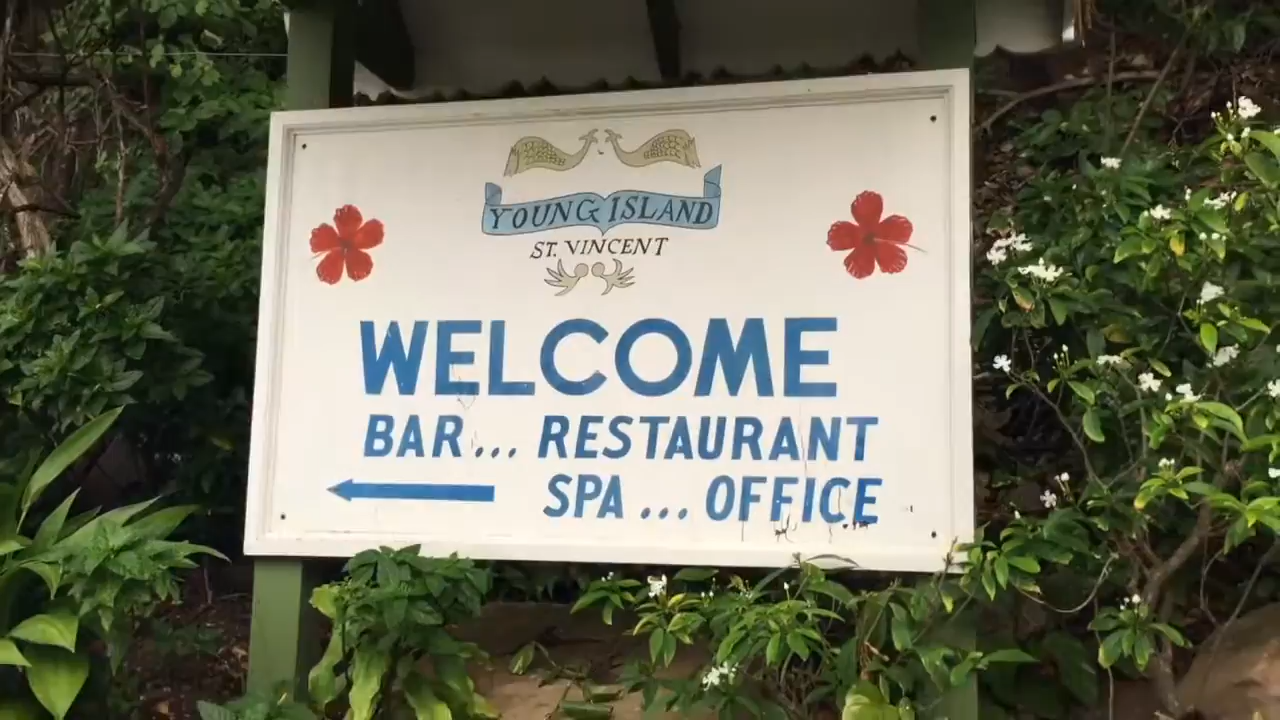 YOUNG ISLAND
ST. VINCENT
WELCOME
BAR... RESTAURANT
SPA ... OFFICE